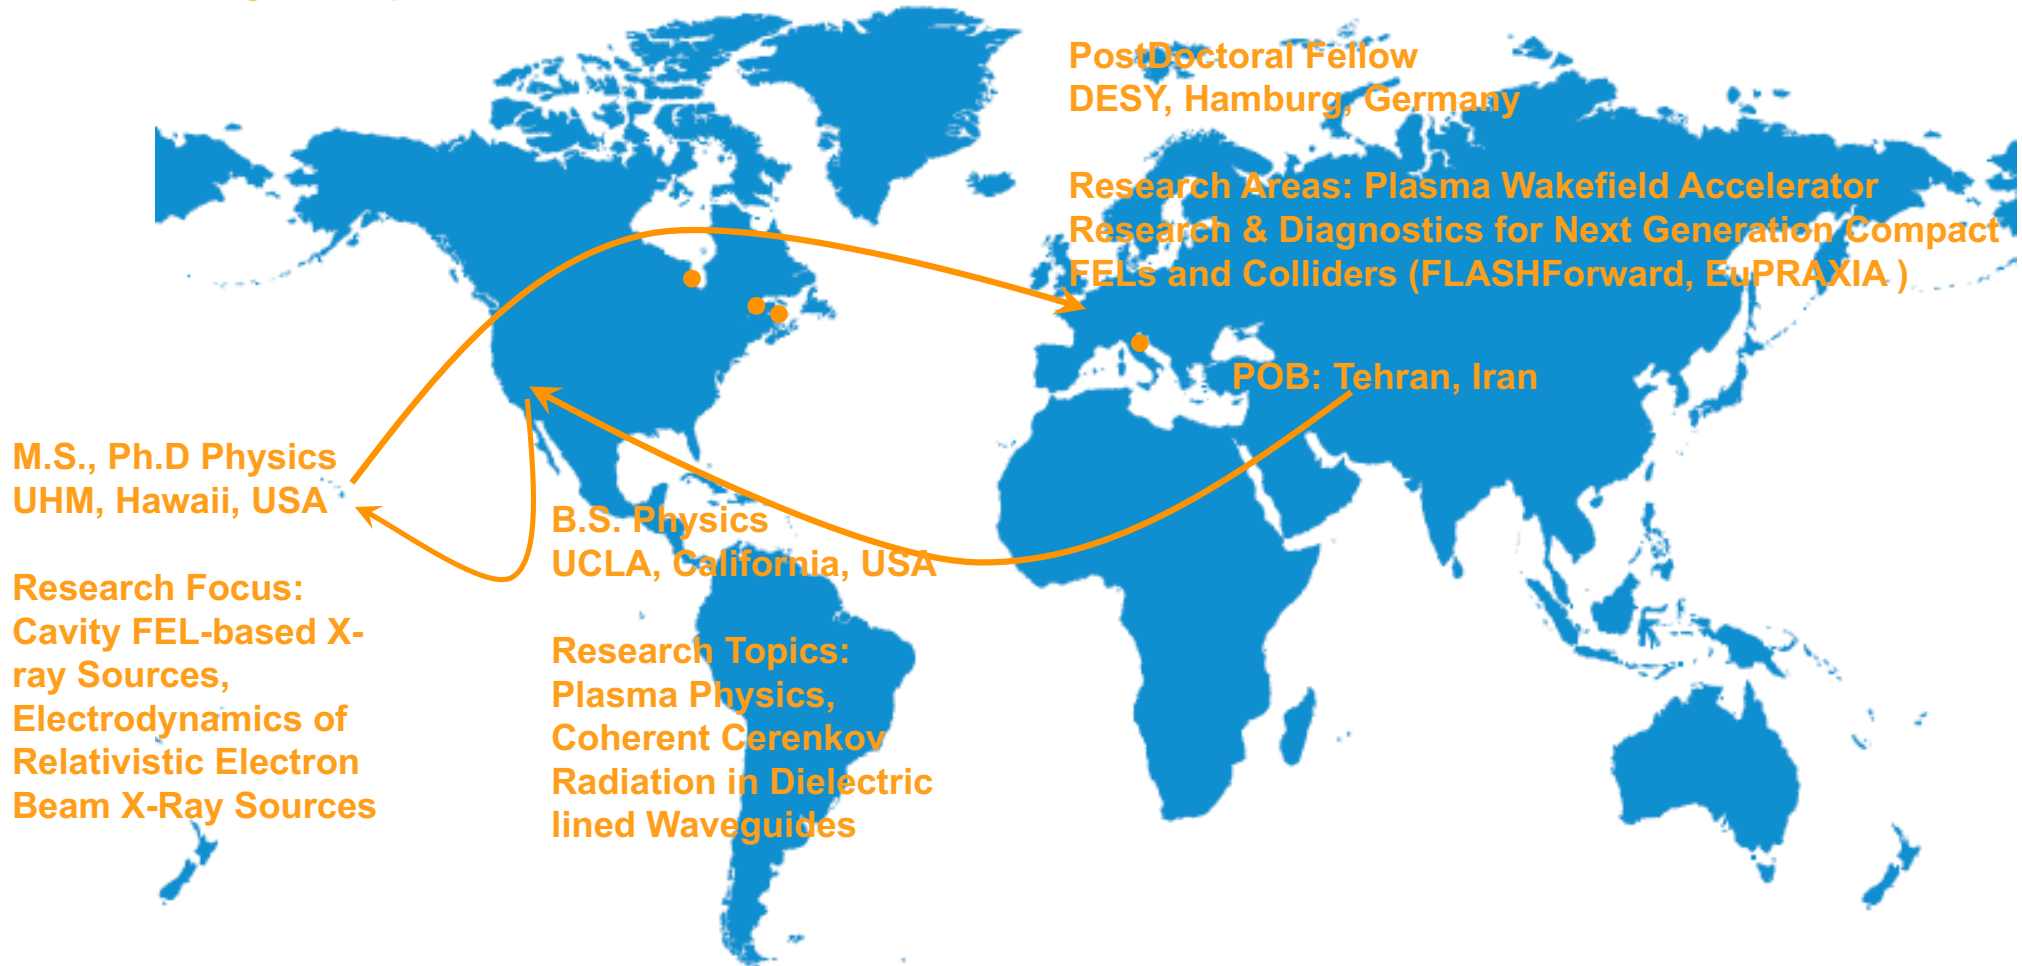 PostDoctoral Fellow
DESY, Hamburg, Germany
Research Areas: Plasma Wakefield Accelerator
Research & Diagnostics for Next Generation Compact
FELs and Colliders (FLASHForward, EuPRAXIA )
POB: Tehran, Iran
M.S., Ph.D Physics
UHM, Hawaii, USA
Research Focus:
Cavity FEL-based X-
ray Sources,
Electrodynamics of
Relativistic Electron
Beam X-Ray Sources
B.S. Physics
UCLA, California, USA
Research Topics:
Plasma Physics,
Coherent Cerenkov
Radiation in Dielectric
lined Waveguides